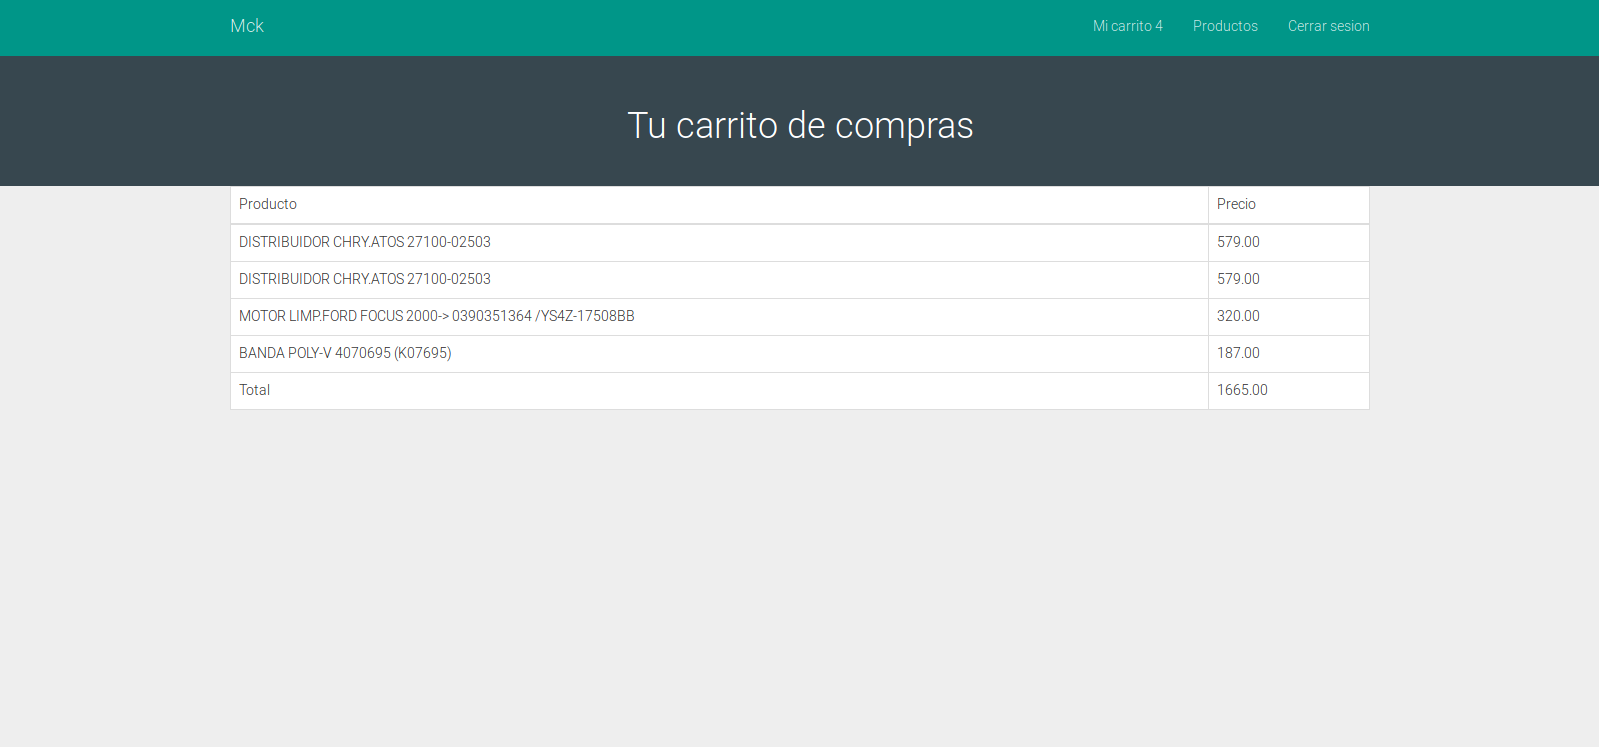 Mck Mi carrito 4 Productos Cerrar sesion
Tu carrito de compras
Producto Precio
DISTRIBUIDOR CHRY.ATOS 27100-02503 579.00
DISTRIBUIDOR CHRY.ATOS 27100-02503 579.00
MOTOR LIMP.FORD FOCUS 2000-> 0390351364 /YS4Z-17508BB 320.00
BANDA POLY-V 4070695 (K07695) 187.00
Total 1665.00